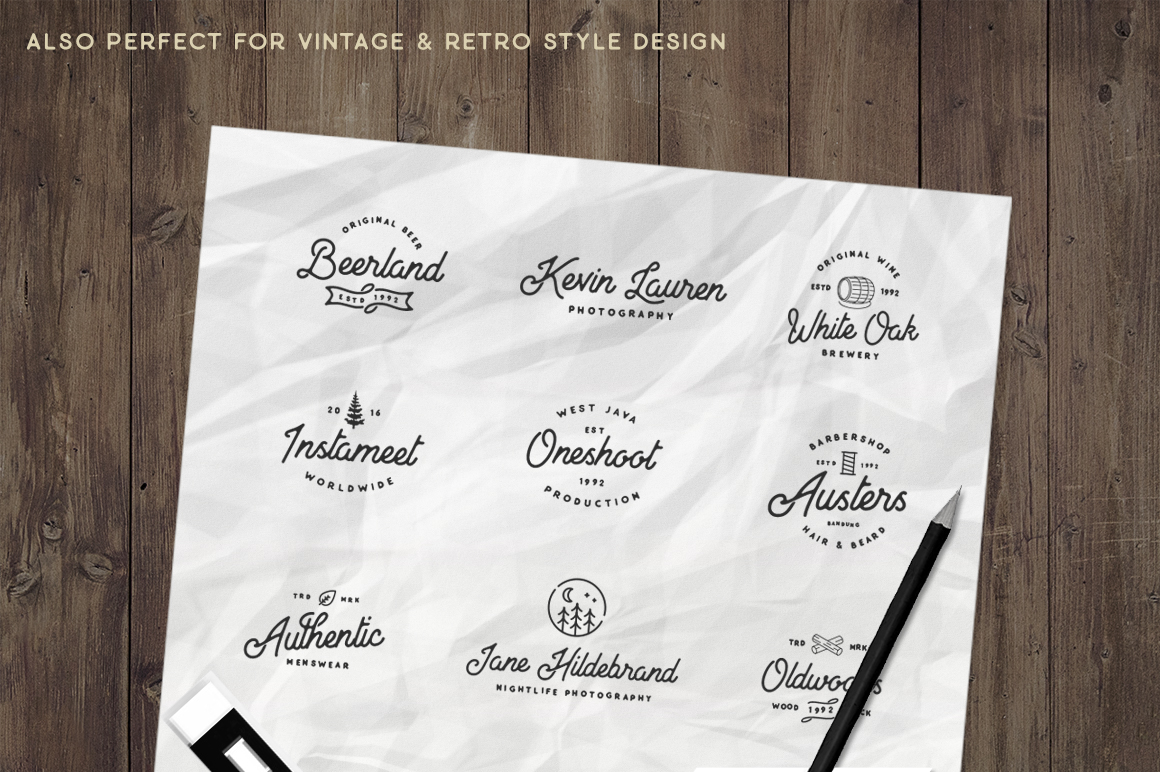 ALSO PERFECT FOR VINTAGE & RETRO STYLE DESIGN
ORIGINAL BEER
Beerland
ESTD 1992
Kevin Lauren
PHOTOGRAPHY
ORIGINAL WINE
ESTD 1992
White Oak
BREWERY
20 16
Instameet
WORLDWIDE
WEST JAVA
EST
Oneshoot
1992
PRODUCTION
BARBERSHOP
ESTD 1992
Austers
BANDUNG
HAIR & BEARD
TRD MRK
Authentic
MENSWEAR
Jane Hildebrand
NIGHTLIFE PHOTOGRAPHY
TRD MRK
WOOD 1992